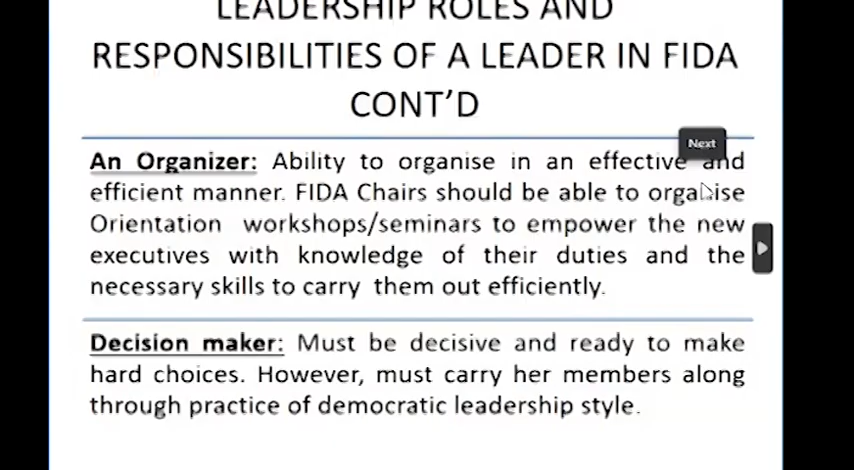 LEADERSHIP ROLES AND
RESPONSIBILITIES OF A LEADER IN FIDA
CONT'D
Next
An Organizer: Ability to organise in an effective and
efficient manner. FIDA Chairs should be able to organise
Orientation workshops/seminars to empower the new
executives with knowledge of their duties and the
necessary skills to carry them out efficiently.
Decision maker: Must be decisive and ready to make
hard choices. However, must carry her members along
through practice of democratic leadership style.